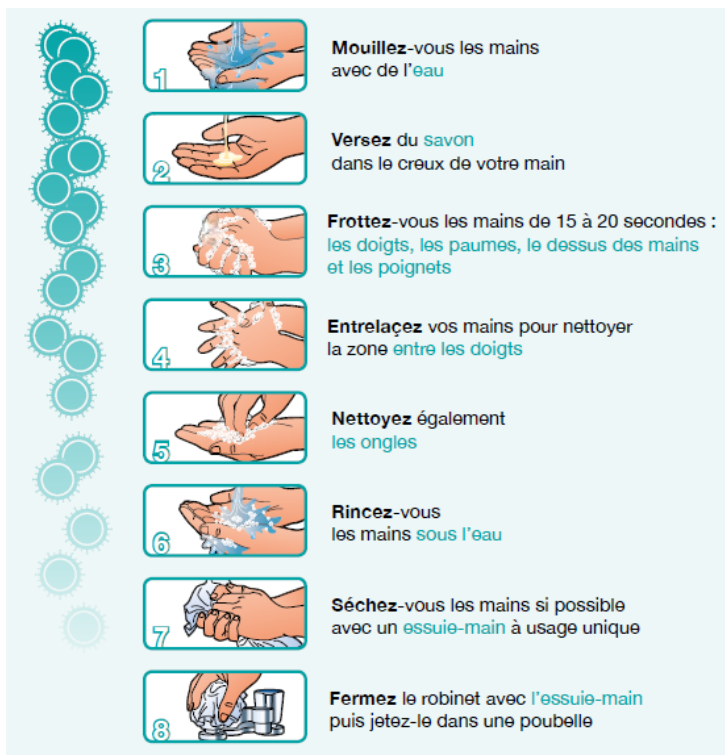 1
Mouillez-vous les mains
avec de l'eau
2
Versez du savon
dans le creux de votre main
3
Frottez-vous les mains de 15 à 20 secondes :
les doigts, les paumes, le dessus des mains
et les poignets
4
Entrelaçez vos mains pour nettoyer
la zone entre les doigts
5
Nettoyez également
les ongles
6
Rincez-vous
les mains sous l'eau
7
Séchez-vous les mains si possible
avec un essuie-main à usage unique
8
Fermez le robinet avec l'essuie-main
puis jetez-le dans une poubelle